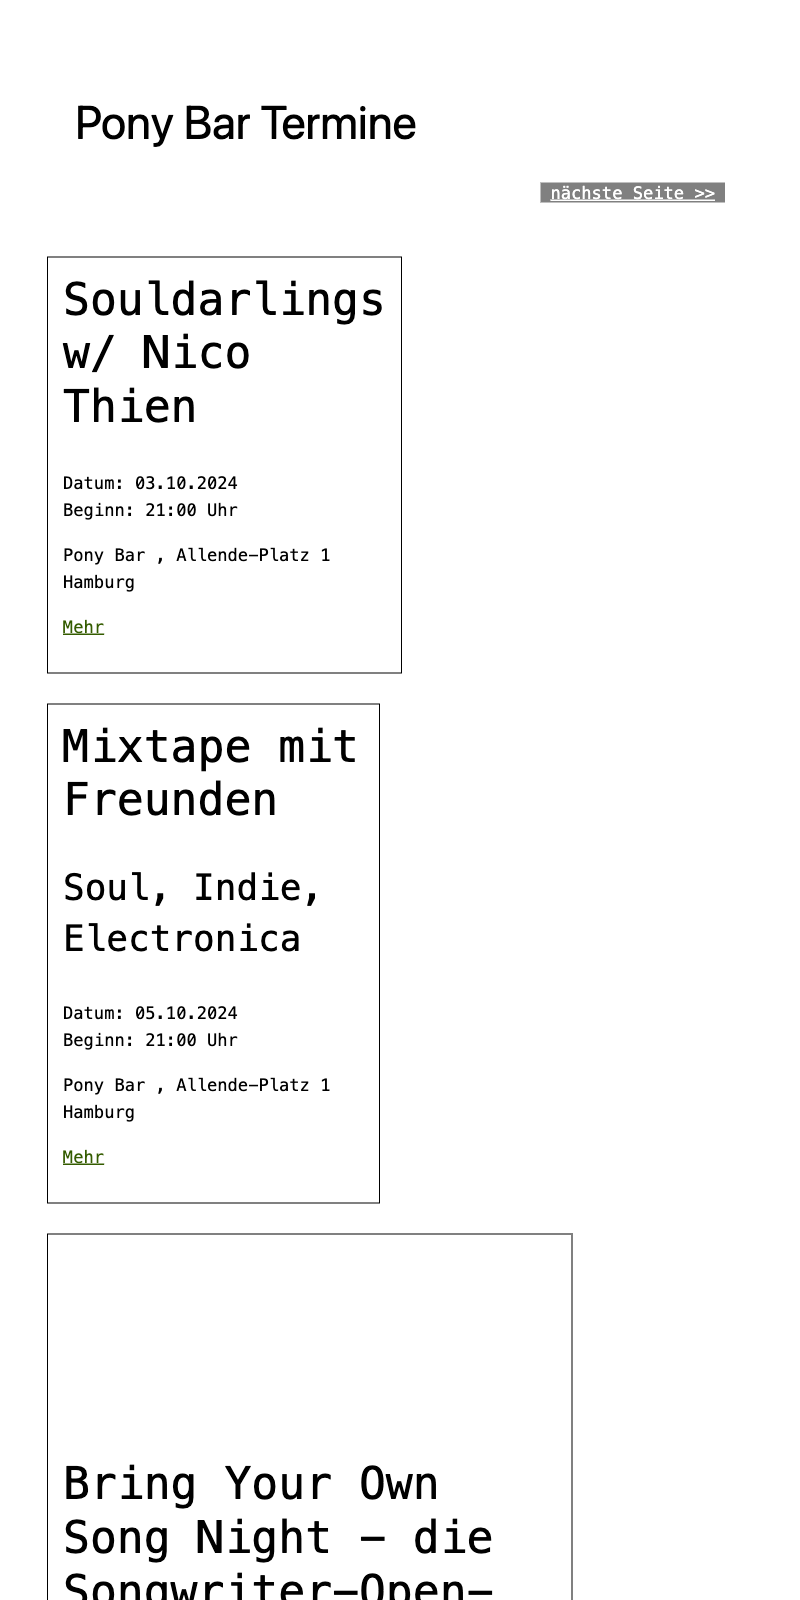 Pony Bar Termine
nächste Seite >>
Souldarlings
w/ Nico
Thien
Datum: 03.10.2024
Beginn: 21:00 Uhr
Pony Bar , Allende-Platz 1
Hamburg
Mehr
Mixtape mit
Freunden
Soul, Indie,
Electronica
Datum: 05.10.2024
Beginn: 21:00 Uhr
Pony Bar , Allende-Platz 1
Hamburg
Mehr
Bring Your Own
Song Night – die
Songwriter-Open-